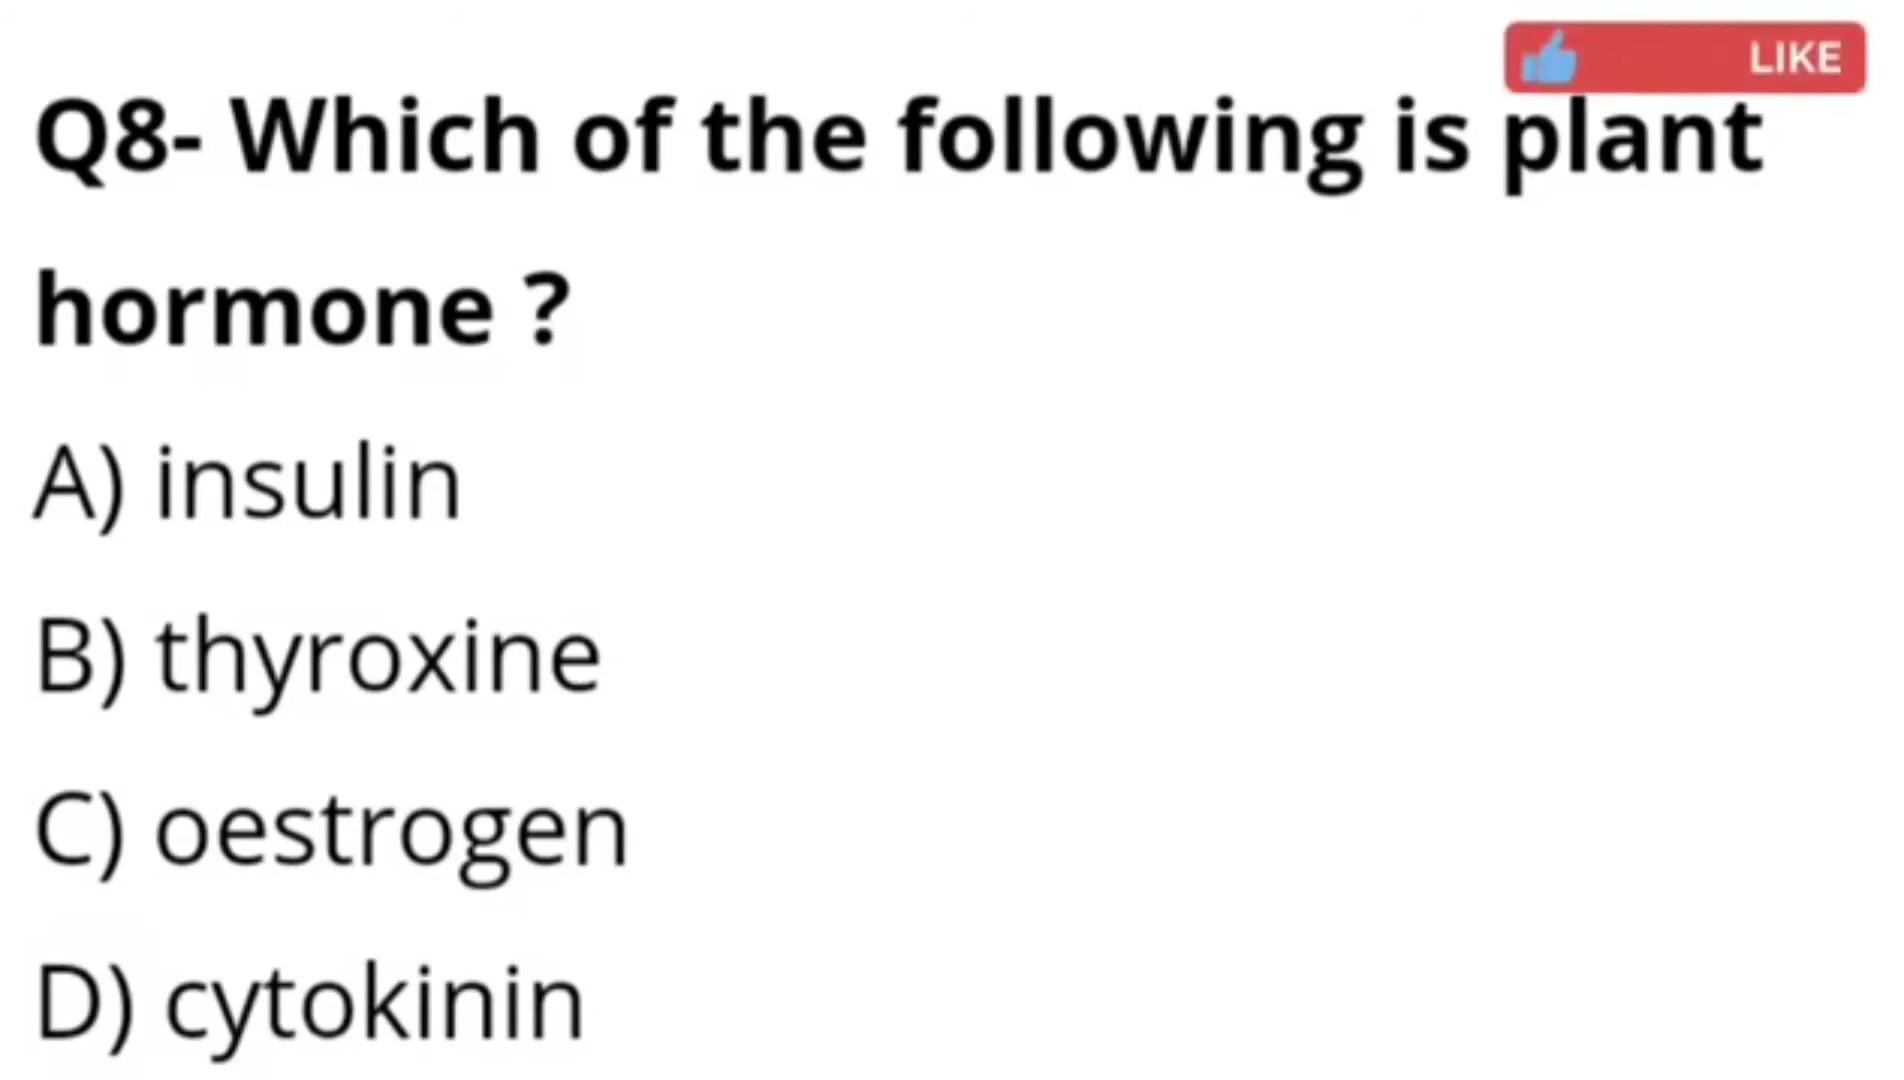 LIKE
Q8- Which of the following is plant
hormone ?
A) insulin
B) thyroxine
C) oestrogen
D) cytokinin